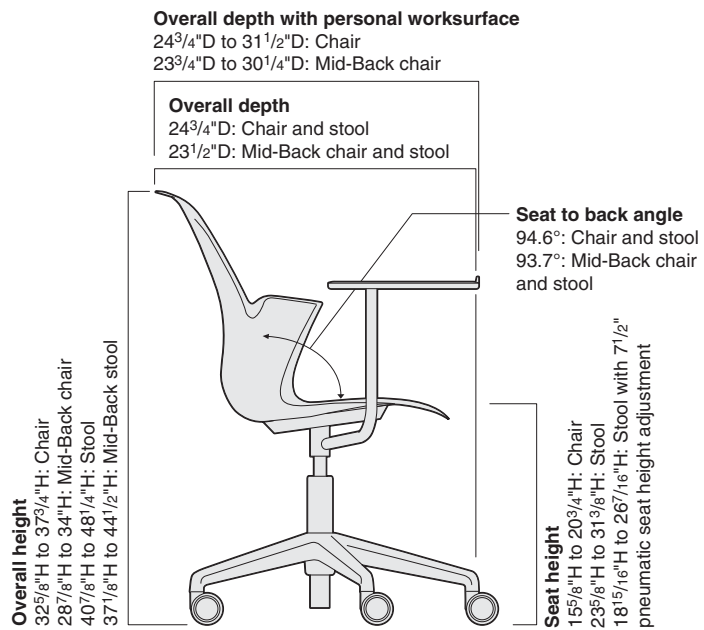 Overall depth with personal worksurface
24 3/4"D to 31 1/2"D: Chair
23 3/4"D to 30 1/4"D: Mid-Back chair
Overall depth
24 3/4"D: Chair and stool
23 1/2"D: Mid-Back chair and stool
Seat to back angle
94.6°: Chair and stool
93.7°: Mid-Back chair
and stool
Overall height
32 5/8"H to 37 3/4"H: Chair
28 7/8"H to 34"H: Mid-Back chair
40 7/8"H to 48 1/4"H: Stool
37 1/8"H to 44 1/2"H: Mid-Back stool
Seat height
15 5/8"H to 20 3/4"H: Chair
23 5/8"H to 31 3/8"H: Stool
18 15/16"H to 26 7/16"H: Stool with 7 1/2"
pneumatic seat height adjustment